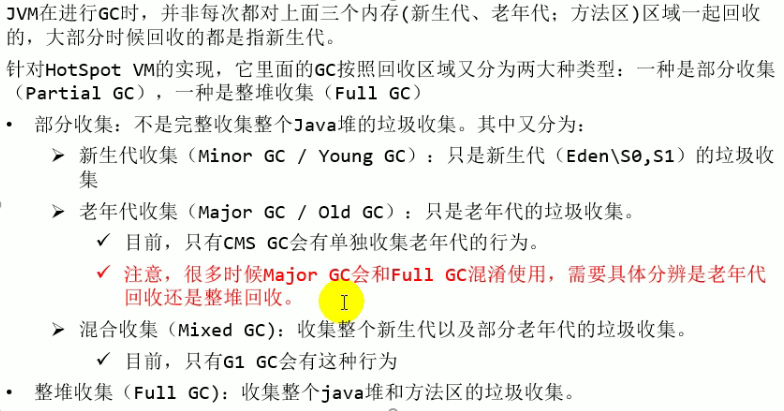 JVM在进行GC时，并非每次都对上面三个内存(新生代、老年代；方法区)区域一起回收
的，大部分时候回收的都是指新生代。
针对HotSpot VM的实现，它里面的GC按照回收区域又分为两大种类型：一种是部分收集
（Partial GC），一种是整堆收集（Full GC）
• 部分收集：不是完整收集整个Java堆的垃圾收集。其中又分为：
➢ 新生代收集（Minor GC / Young GC）：只是新生代（Eden\S0,S1）的垃圾收
集
➢ 老年代收集（Major GC / Old GC）：只是老年代的垃圾收集。
✓ 目前，只有CMS GC会有单独收集老年代的行为。
✓ 注意，很多时候Major GC会和Full GC混淆使用，需要具体分辨是老年代
回收还是整堆回收。
➢ 混合收集（Mixed GC)：收集整个新生代以及部分老年代的垃圾收集。
✓ 目前，只有G1 GC会有这种行为
• 整堆收集（Full GC)：收集整个java堆和方法区的垃圾收集。